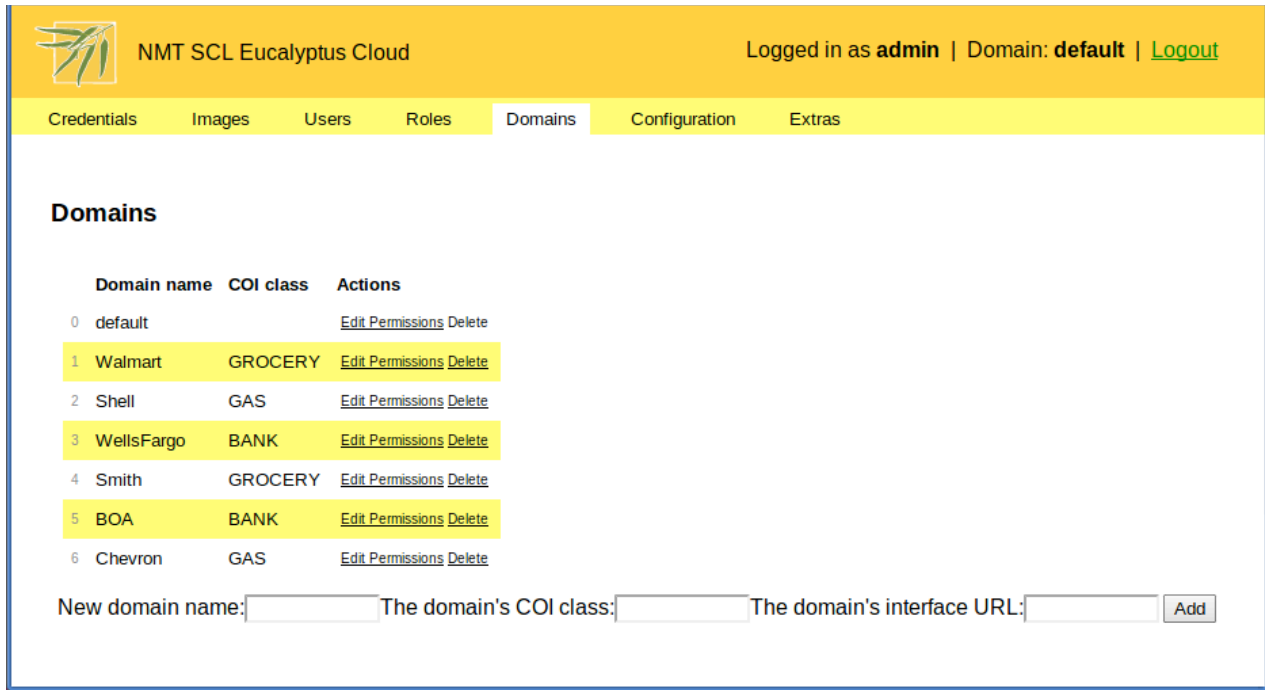 NMT SCL Eucalyptus Cloud Logged in as admin | Domain: default | Logout
Credentials Images Users Roles Domains Configuration Extras
Domains
Domain name COI class Actions
0 default Edit Permissions Delete
1 Walmart GROCERY Edit Permissions Delete
2 Shell GAS Edit Permissions Delete
3 WellsFargo BANK Edit Permissions Delete
4 Smith GROCERY Edit Permissions Delete
5 BOA BANK Edit Permissions Delete
6 Chevron GAS Edit Permissions Delete
New domain name: The domain's COI class: The domain's interface URL: Add